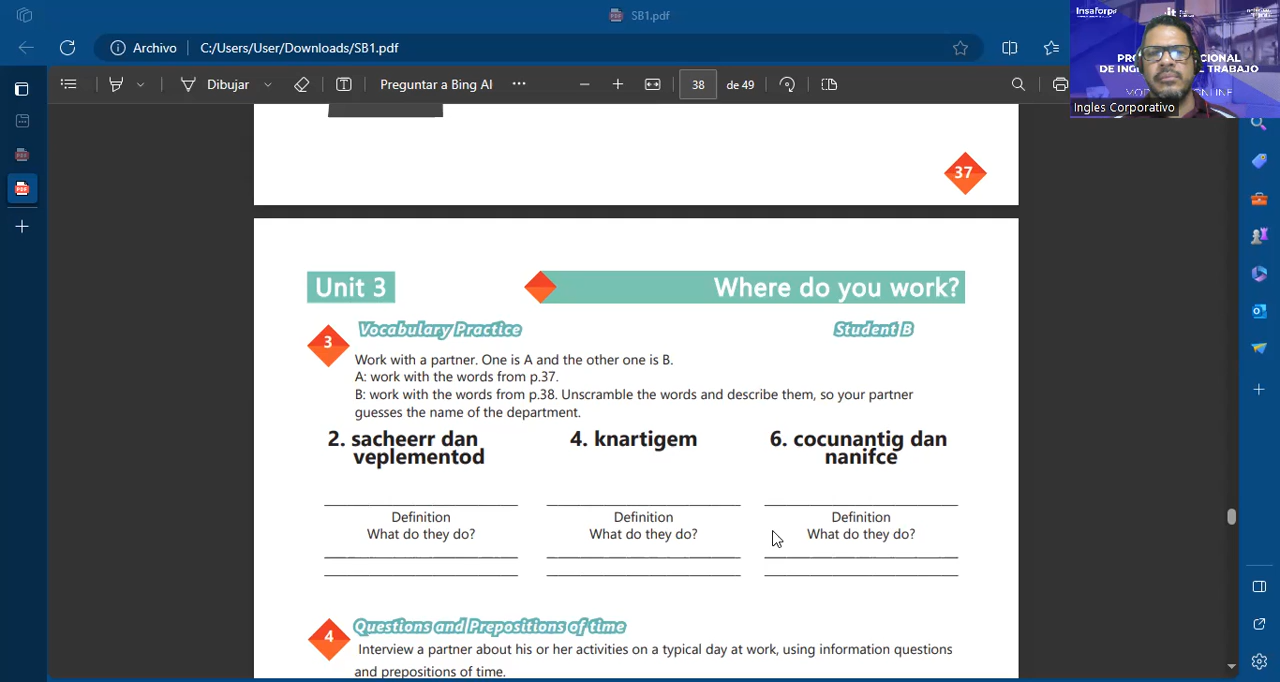 SB1.pdf
Archivo
C:/Users/User/Downloads/SB1.pdf
Dibujar
Preguntar a Bing AI
38
de 49
Insaforp
Ingles Corporativo
37
Unit 3
Where do you work?
3
Vocabulary Practice
Student B
Work with a partner. One is A and the other one is B.
A: work with the words from p.37.
B: work with the words from p.38. Unscramble the words and describe them, so your partner
guesses the name of the department.
2. sacheerr dan
veplementod
4. knartigem
6. cocunantig dan
nanifce
Definition
What do they do?
Definition
What do they do?
Definition
What do they do?
4
Questions and Prepositions of time
Interview a partner about his or her activities on a typical day at work, using information questions
and prepositions of time.